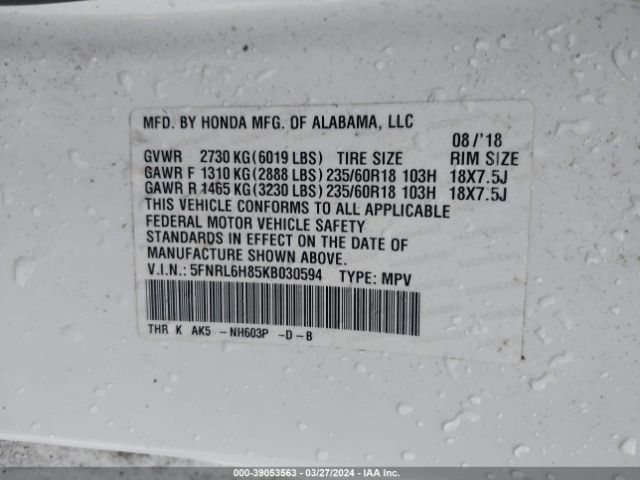 MFD. BY HONDA MFG. OF ALABAMA, LLC
08/'18
GVWR 2730 KG(6019 LBS) TIRE SIZE RIM SIZE
GAWR F 1310 KG(2888 LBS) 235/60R18 103H 18X7.5J
GAWR R 1465 KG(3230 LBS) 235/60R18 103H 18X7.5J
THIS VEHICLE CONFORMS TO ALL APPLICABLE
FEDERAL MOTOR VEHICLE SAFETY
STANDARDS IN EFFECT ON THE DATE OF
MANUFACTURE SHOWN ABOVE.
V.I.N.: 5FNRL6H85KB030594 TYPE: MPV
THR K AK5 -NH603P -D-B
000-39053563 — 03/27/2024 — IAAI.COM